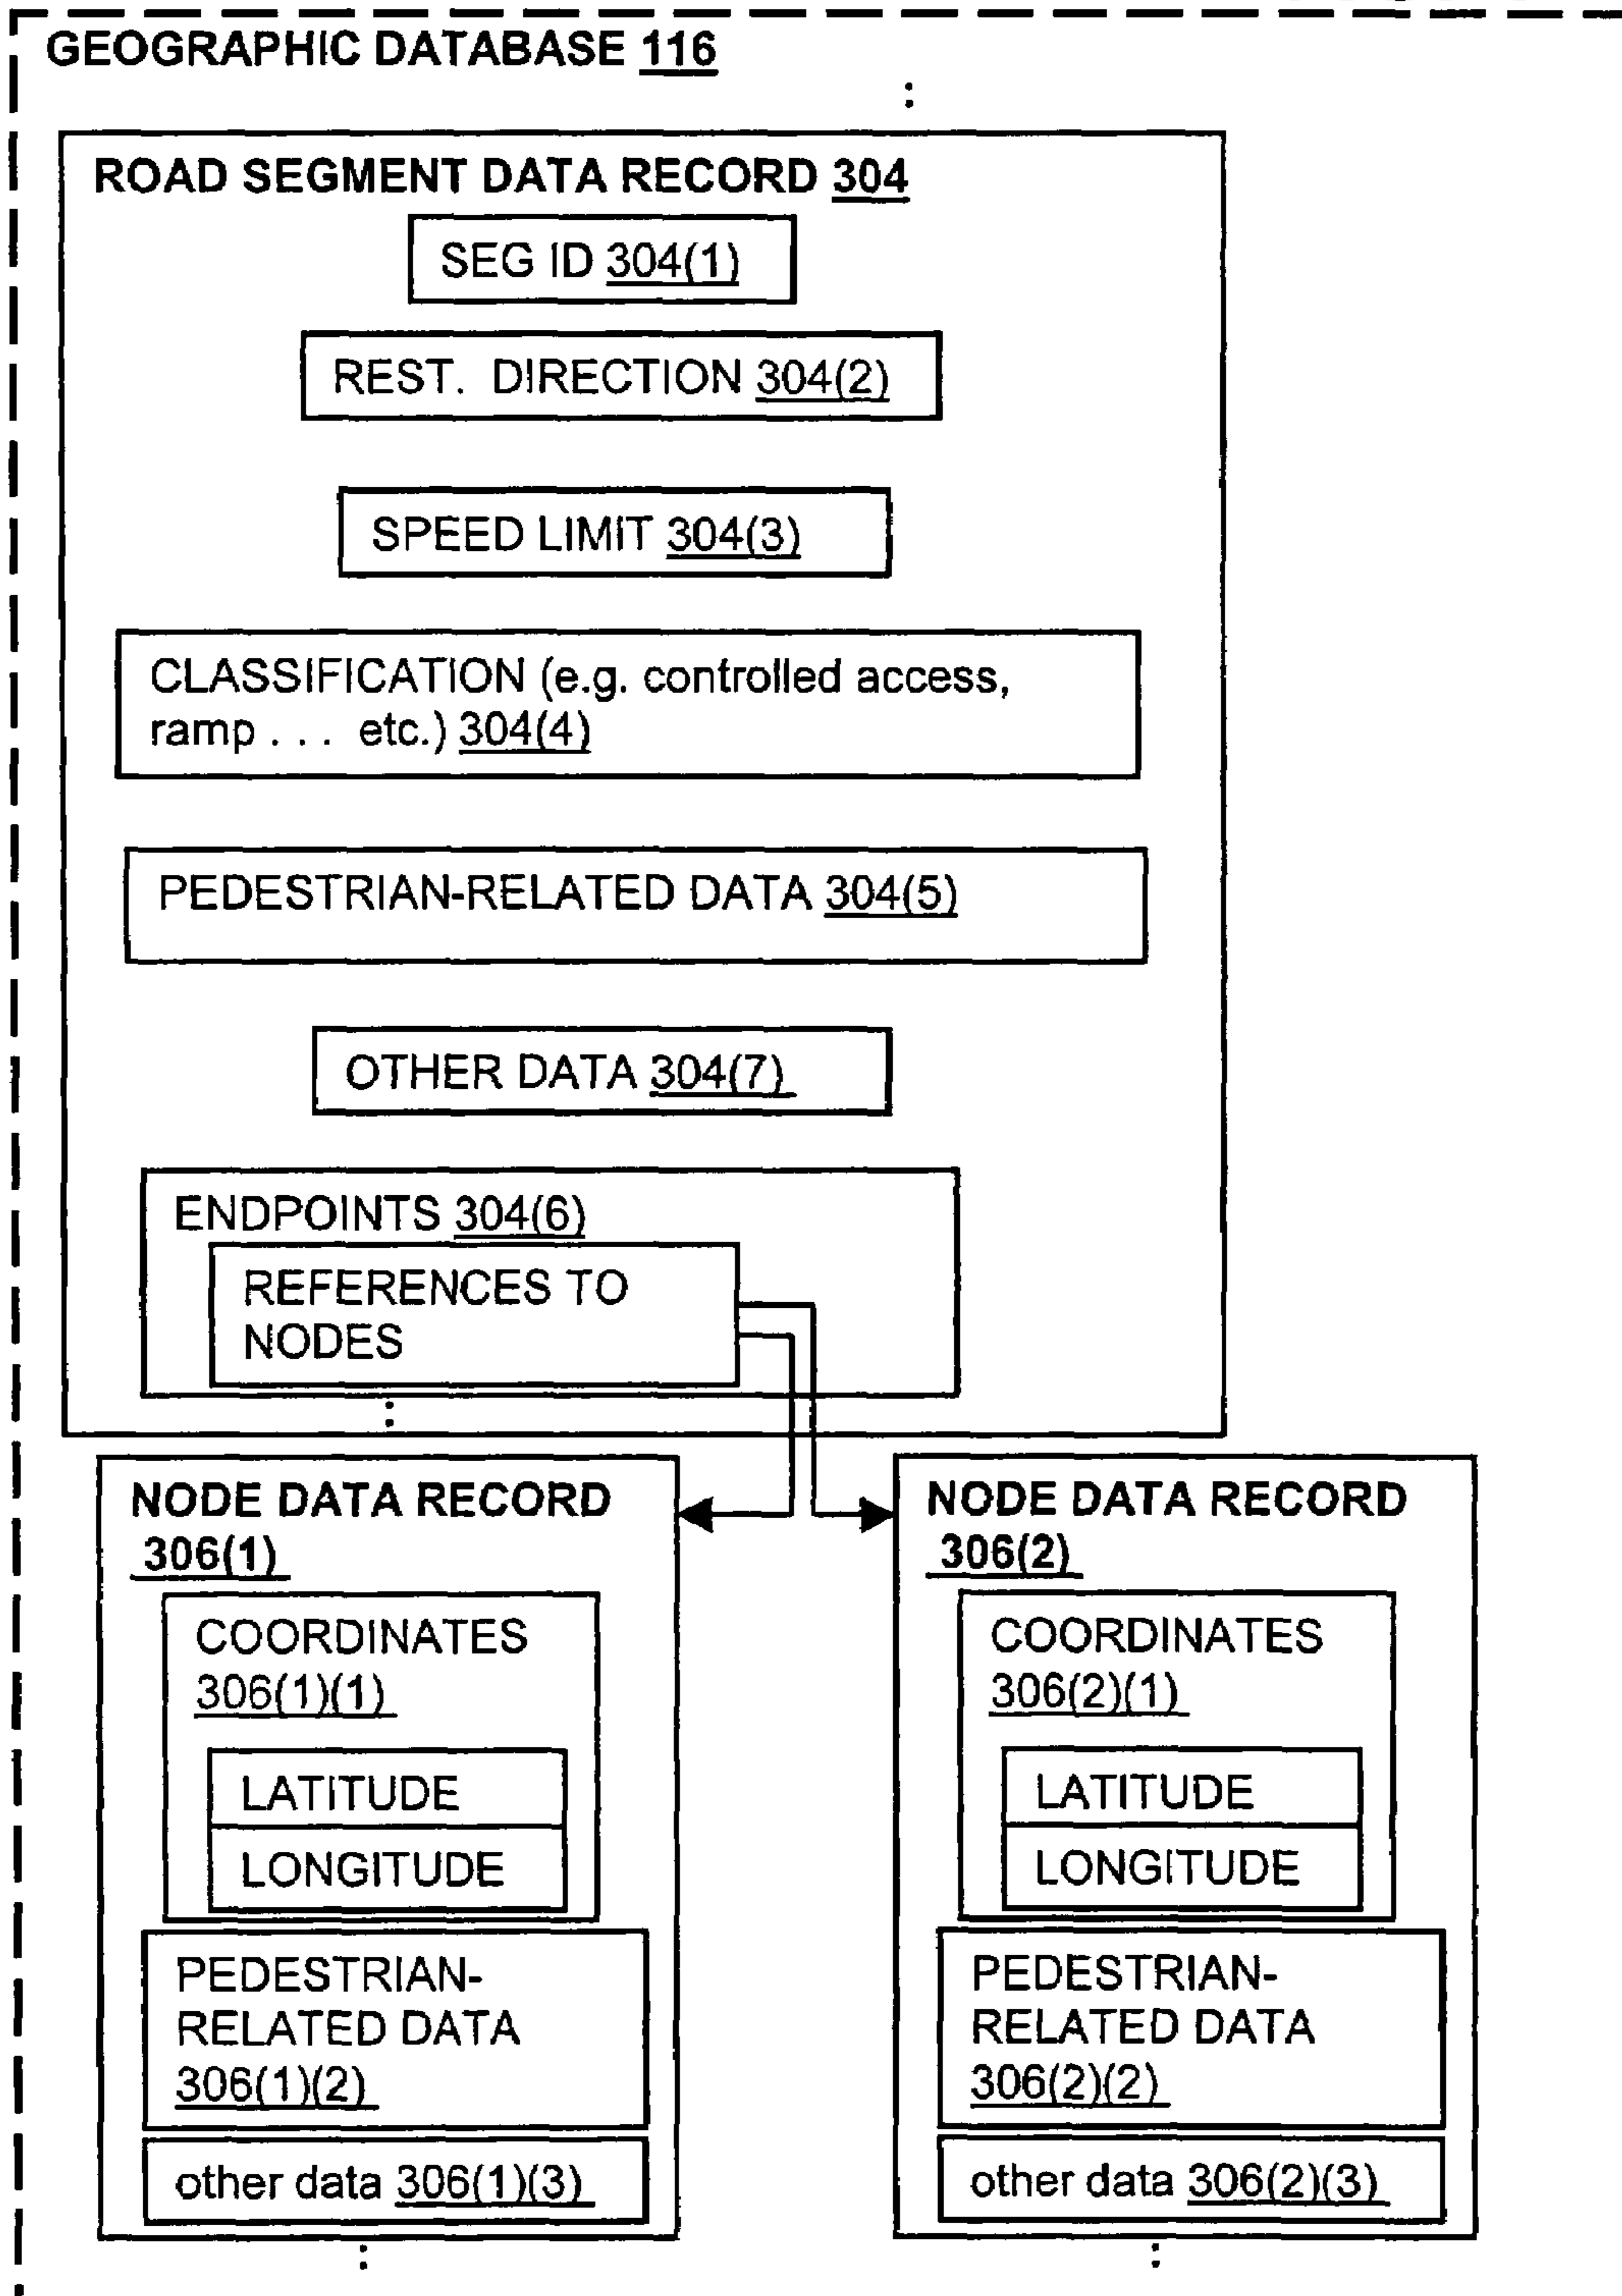 GEOGRAPHIC DATABASE 116
:
ROAD SEGMENT DATA RECORD 304
SEG ID 304(1)
REST. DIRECTION 304(2)
SPEED LIMIT 304(3)
CLASSIFICATION (e.g. controlled access,
ramp . . . etc.) 304(4)
PEDESTRIAN-RELATED DATA 304(5)
OTHER DATA 304(7)
ENDPOINTS 304(6)
REFERENCES TO
NODES
:
NODE DATA RECORD
306(1)
COORDINATES
306(1)(1)
LATITUDE
LONGITUDE
PEDESTRIAN-
RELATED DATA
306(1)(2)
other data 306(1)(3)
:
NODE DATA RECORD
306(2)
COORDINATES
306(2)(1)
LATITUDE
LONGITUDE
PEDESTRIAN-
RELATED DATA
306(2)(2)
other data 306(2)(3)
: